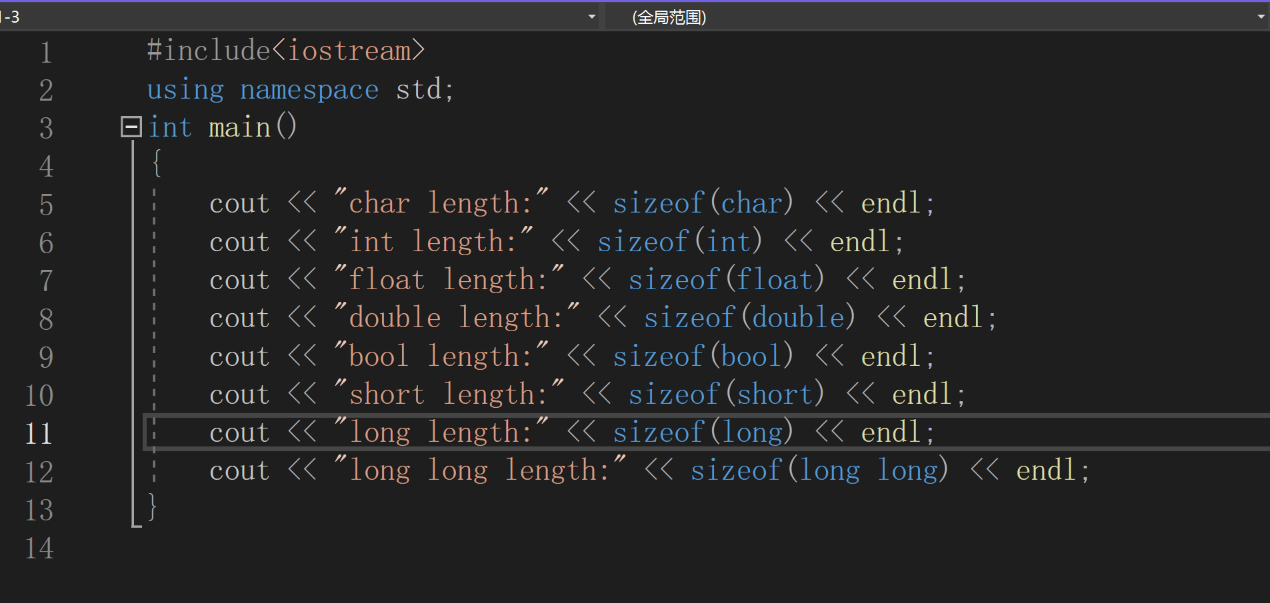 1-3 (全局范围)
1 #include<iostream>
2 using namespace std;
3 int main()
4 {
5 cout << "char length:" << sizeof(char) << endl;
6 cout << "int length:" << sizeof(int) << endl;
7 cout << "float length:" << sizeof(float) << endl;
8 cout << "double length:" << sizeof(double) << endl;
9 cout << "bool length:" << sizeof(bool) << endl;
10 cout << "short length:" << sizeof(short) << endl;
11 cout << "long length:" << sizeof(long) << endl;
12 cout << "long long length:" << sizeof(long long) << endl;
13 }
14